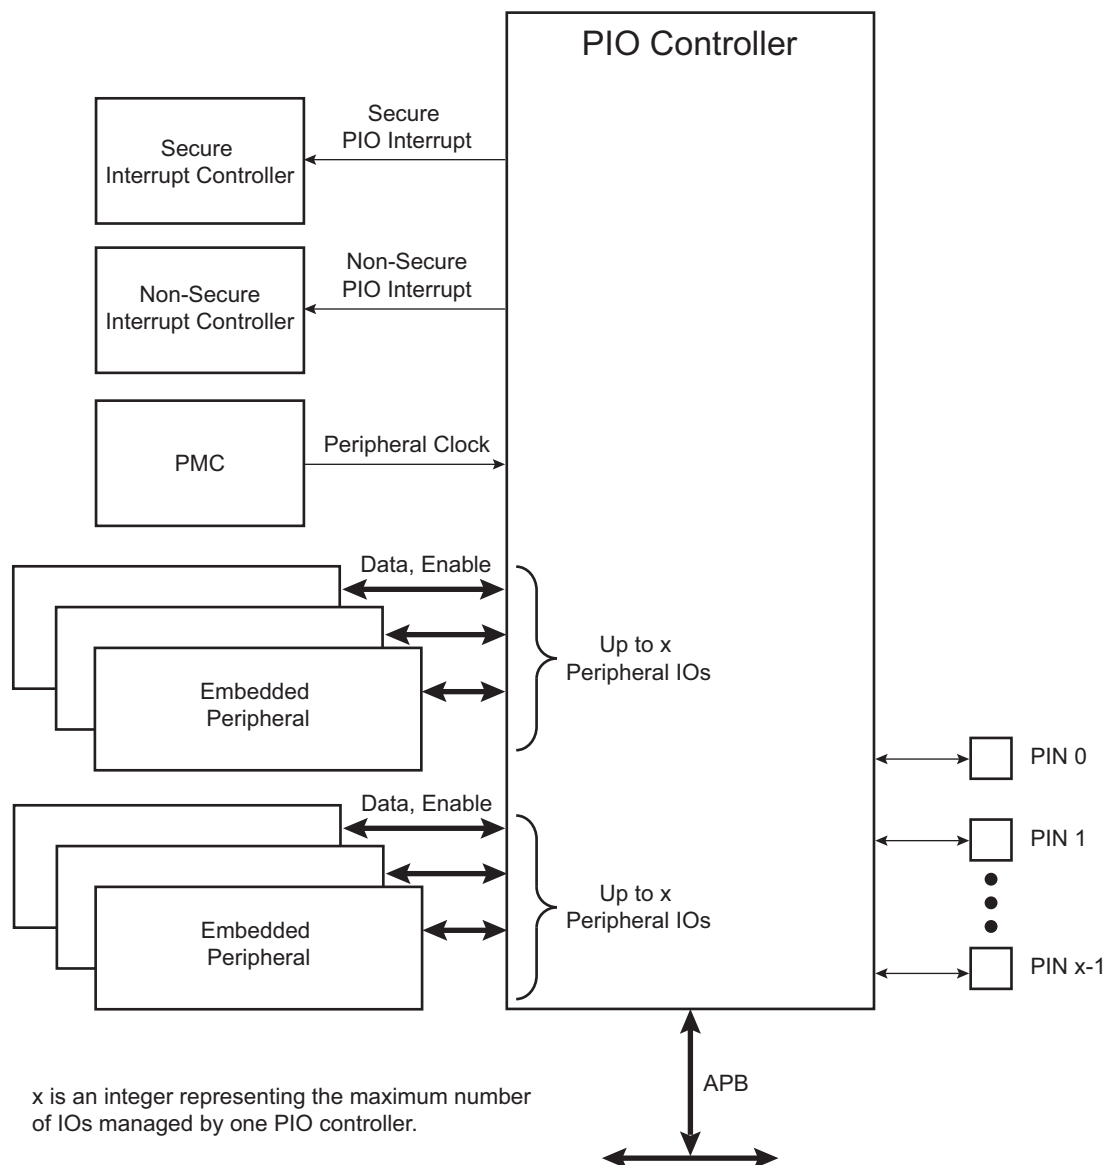 PIO Controller
Secure
PIO Interrupt
Secure
Interrupt Controller
Non-Secure
PIO Interrupt
Non-Secure
Interrupt Controller
Peripheral Clock
PMC
Data, Enable
Up to x
Peripheral IOs
Embedded
Peripheral
PIN 0
Data, Enable
PIN 1
Up to x
Peripheral IOs
Embedded
Peripheral
PIN x-1
APB
x is an integer representing the maximum number
of IOs managed by one PIO controller.